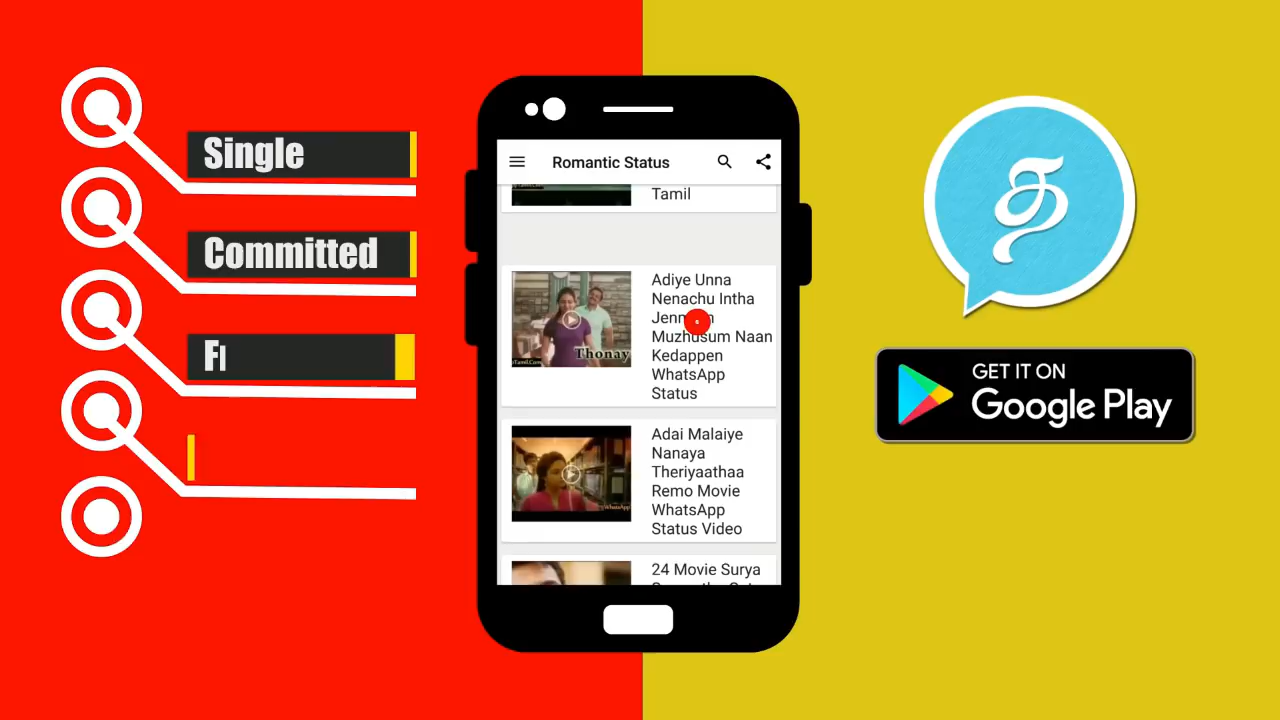 Single
Committed
Romantic Status
Tamil
Adiye Unna
Nenachu Intha
Muzhusum Naan
Kedappen
WhatsApp
Status
Thonay
Adai Malaiye
Nanaya
Theriyaathaa
Remo Movie
WhatsApp
Status Video
WhatsApp
24 Movie Surya
த
GET IT ON
Google Play